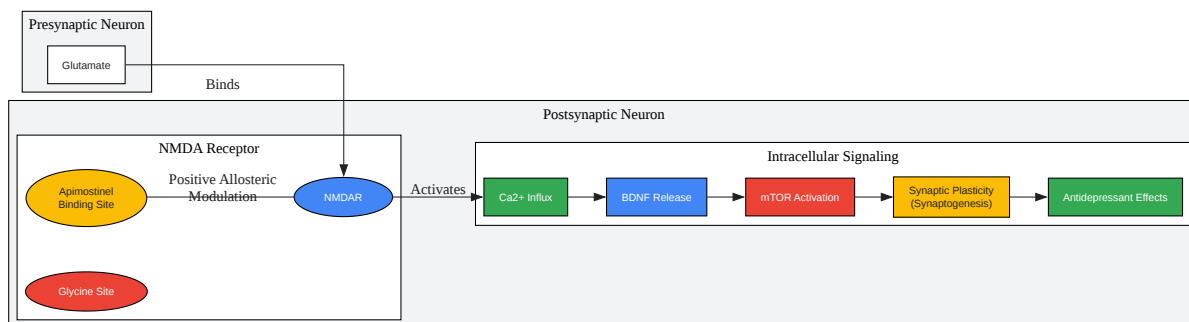 Presynaptic Neuron
Glutamate
Binds
Postsynaptic Neuron
NMDA Receptor
Intracellular Signaling
Apimostinel
Binding Site
Positive Allosteric
Modulation
NMDAR
Activates
Ca2+ Influx
BDNF Release
mTOR Activation
Synaptic Plasticity
(Synaptogenesis)
Antidepressant Effects
Glycine Site